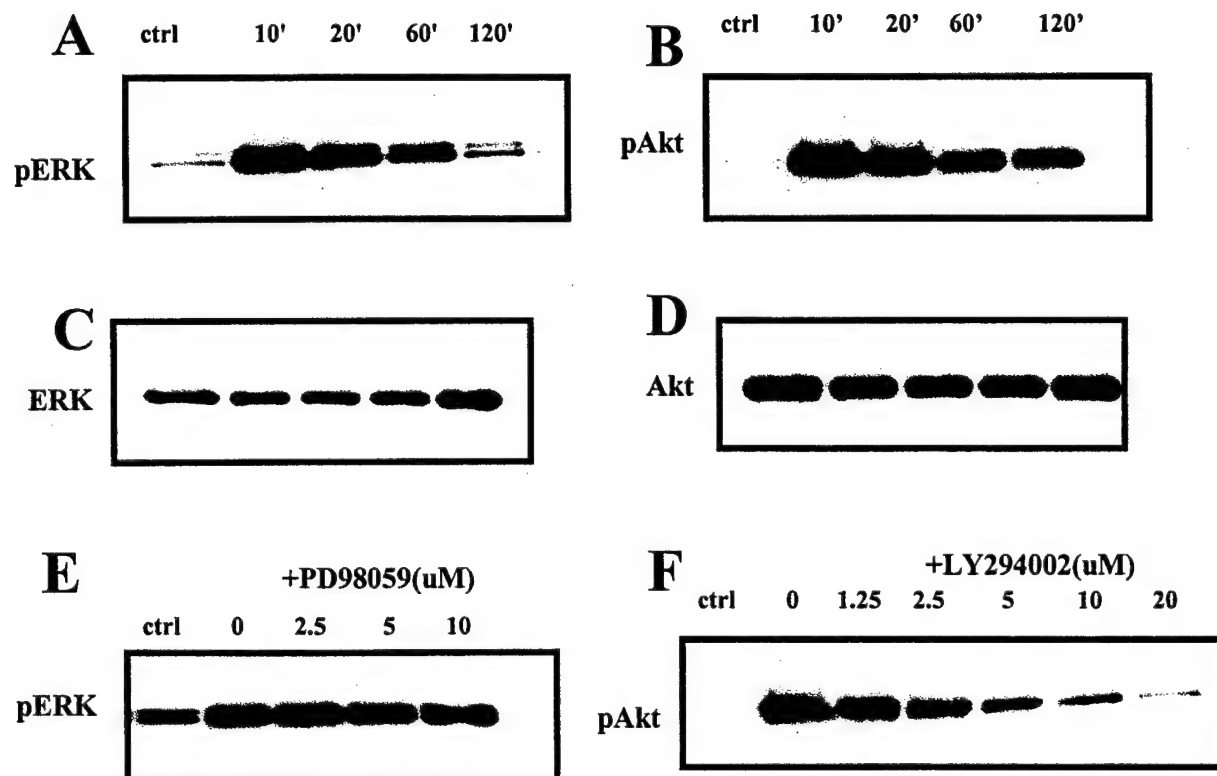 A ctrl 10' 20' 60' 120'
pERK
B ctrl 10' 20' 60' 120'
pAkt
C
ERK
D
Akt
E +PD98059(uM)
ctrl 0 2.5 5 10
pERK
F +LY294002(uM)
ctrl 0 1.25 2.5 5 10 20
pAkt